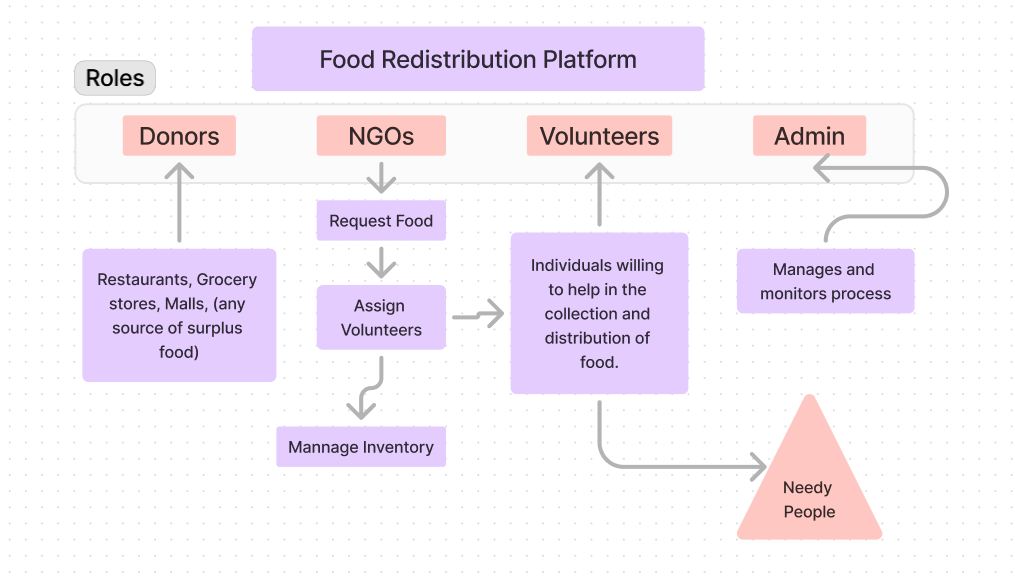 Food Redistribution Platform
Roles
Donors
NGOs
Volunteers
Admin
Request Food
Restaurants, Grocery
stores, Malls, (any
source of surplus
food)
Assign
Volunteers
Individuals willing
to help in the
collection and
distribution of
food.
Manages and
monitors process
Mannage Inventory
Needy
People